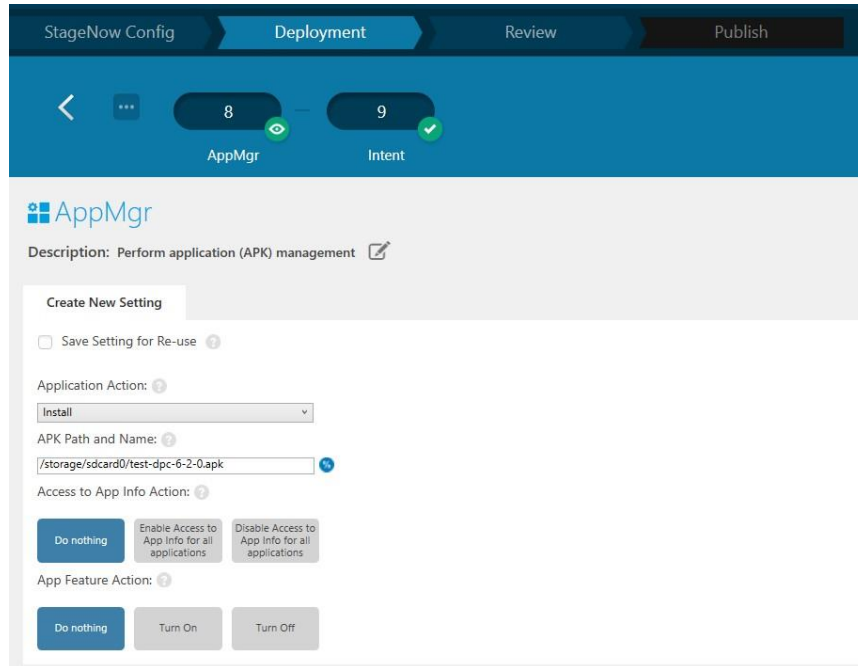 StageNow Config Deployment Review Publish
8 9
AppMgr Intent
AppMgr
Description: Perform application (APK) management
Create New Setting
Save Setting for Re-use ?
Application Action: ?
Install
APK Path and Name: ?
/storage/sdcard0/test-dpc-6-2-0.apk
Access to App Info Action: ?
Do nothing Enable Access to App Info for all applications Disable Access to App Info for all applications
App Feature Action: ?
Do nothing Turn On Turn Off